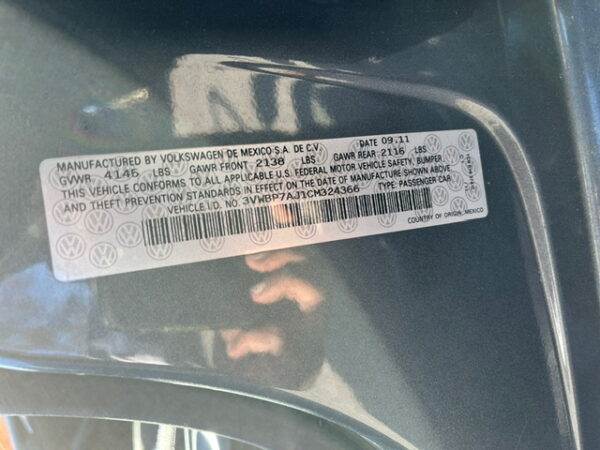 MANUFACTURED BY VOLKSWAGEN DE MEXICO S.A. DE C.V. DATE 09.11
GVWR 4145 LBS GAWR FRONT 2138 LBS GAWR REAR 2116 LBS
THIS VEHICLE CONFORMS TO ALL APPLICABLE U.S. FEDERAL MOTOR VEHICLE SAFETY, BUMPER
AND THEFT PREVENTION STANDARDS IN EFFECT ON THE DATE OF MANUFACTURE SHOWN ABOVE.
VEHICLE I.D. NO. 3VWBP7AJ1CM324366 TYPE: PASSENGER CAR
COUNTRY OF ORIGIN: MEXICO